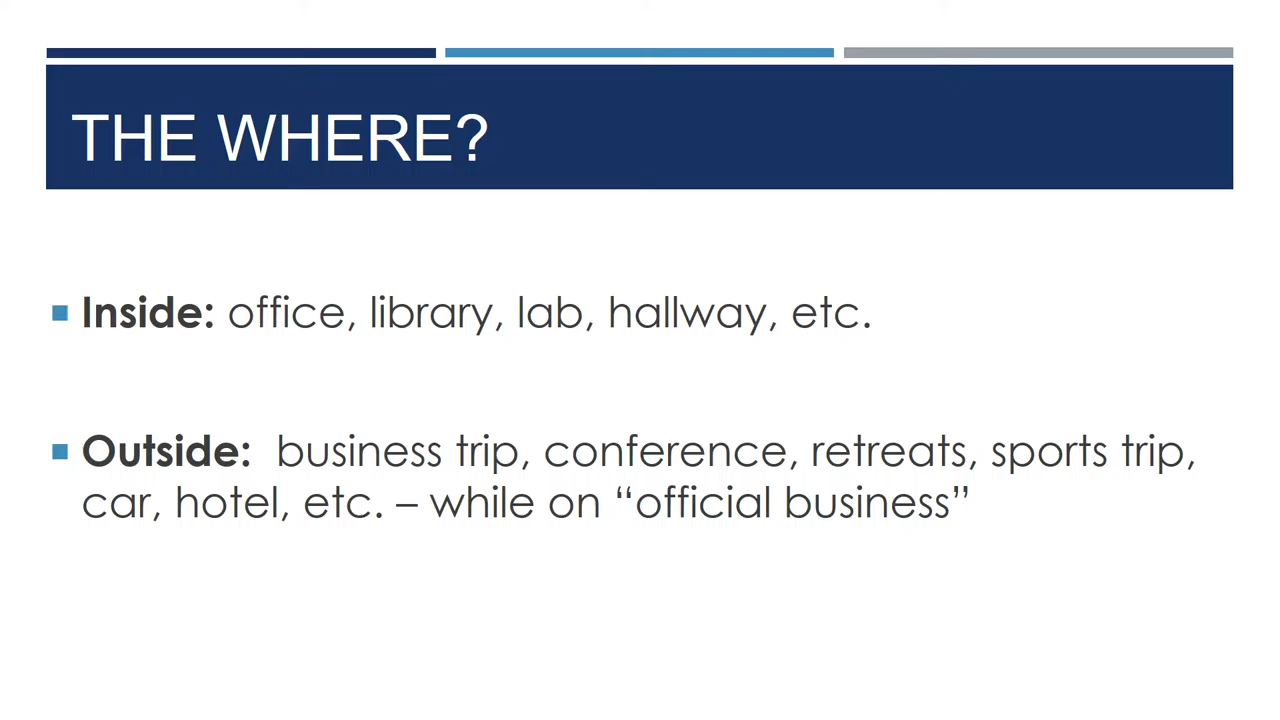 THE WHERE?
Inside: office, library, lab, hallway, etc.
Outside: business trip, conference, retreats, sports trip,
car, hotel, etc. – while on “official business”